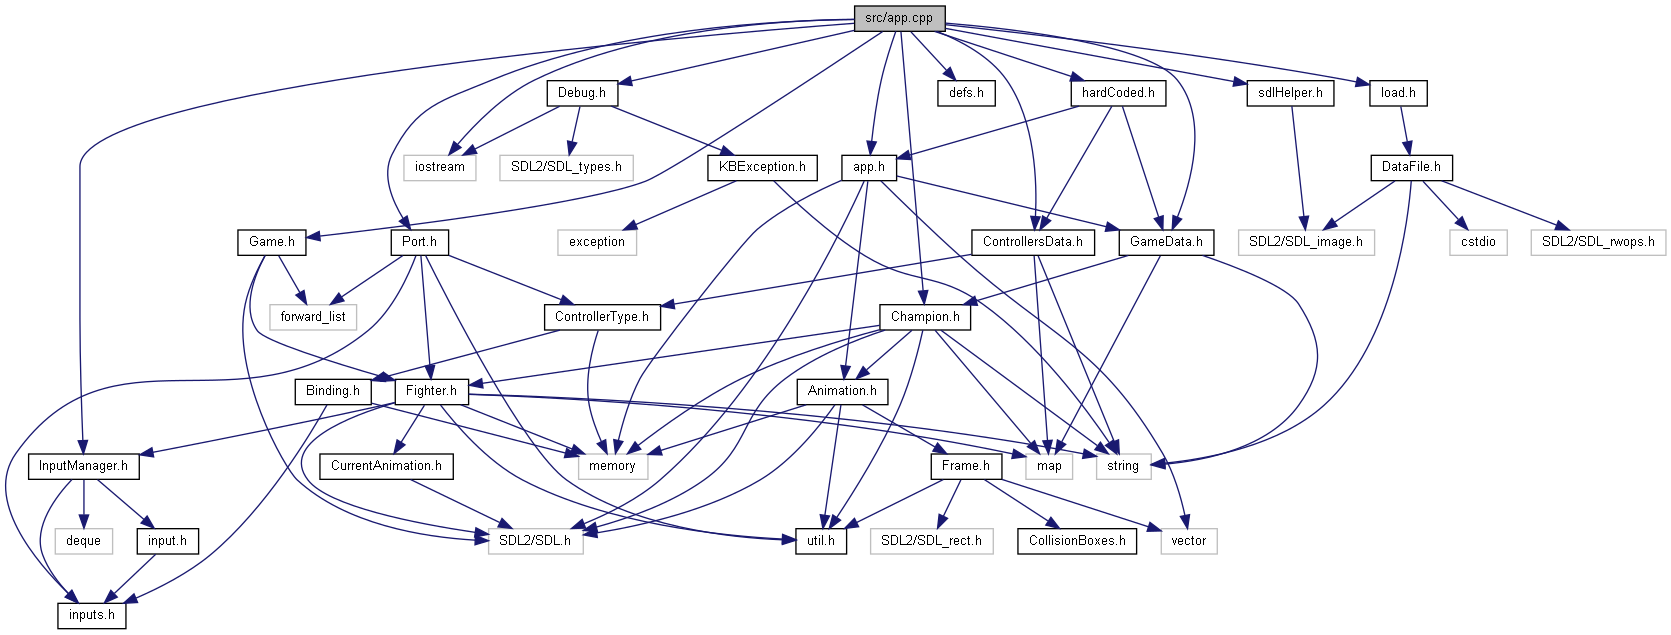 src/app.cpp
Debug.h
defs.h
hardCoded.h
sdlHelper.h
load.h
iostream
SDL2/SDL_types.h
KBException.h
app.h
DataFile.h
Game.h
Port.h
exception
ControllersData.h
GameData.h
SDL2/SDL_image.h
cstdio
SDL2/SDL_rwops.h
forward_list
ControllerType.h
Champion.h
Binding.h
Fighter.h
Animation.h
InputManager.h
CurrentAnimation.h
memory
Frame.h
map
string
deque
input.h
SDL2/SDL.h
util.h
SDL2/SDL_rect.h
CollisionBoxes.h
vector
inputs.h